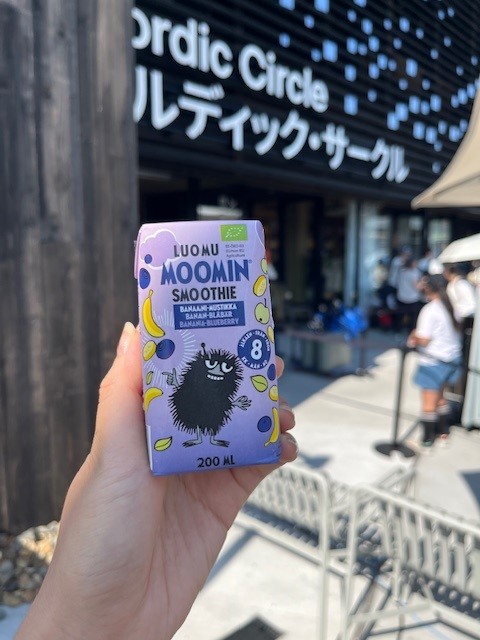 ordic Circle
ルディック・サークル
LUOMU
MOOMIN
SMOOTHIE
BANAANI-MUSTIKKA
BANAN-BLÅBÄR
BANANA-BLUEBERRY
8
200 ML